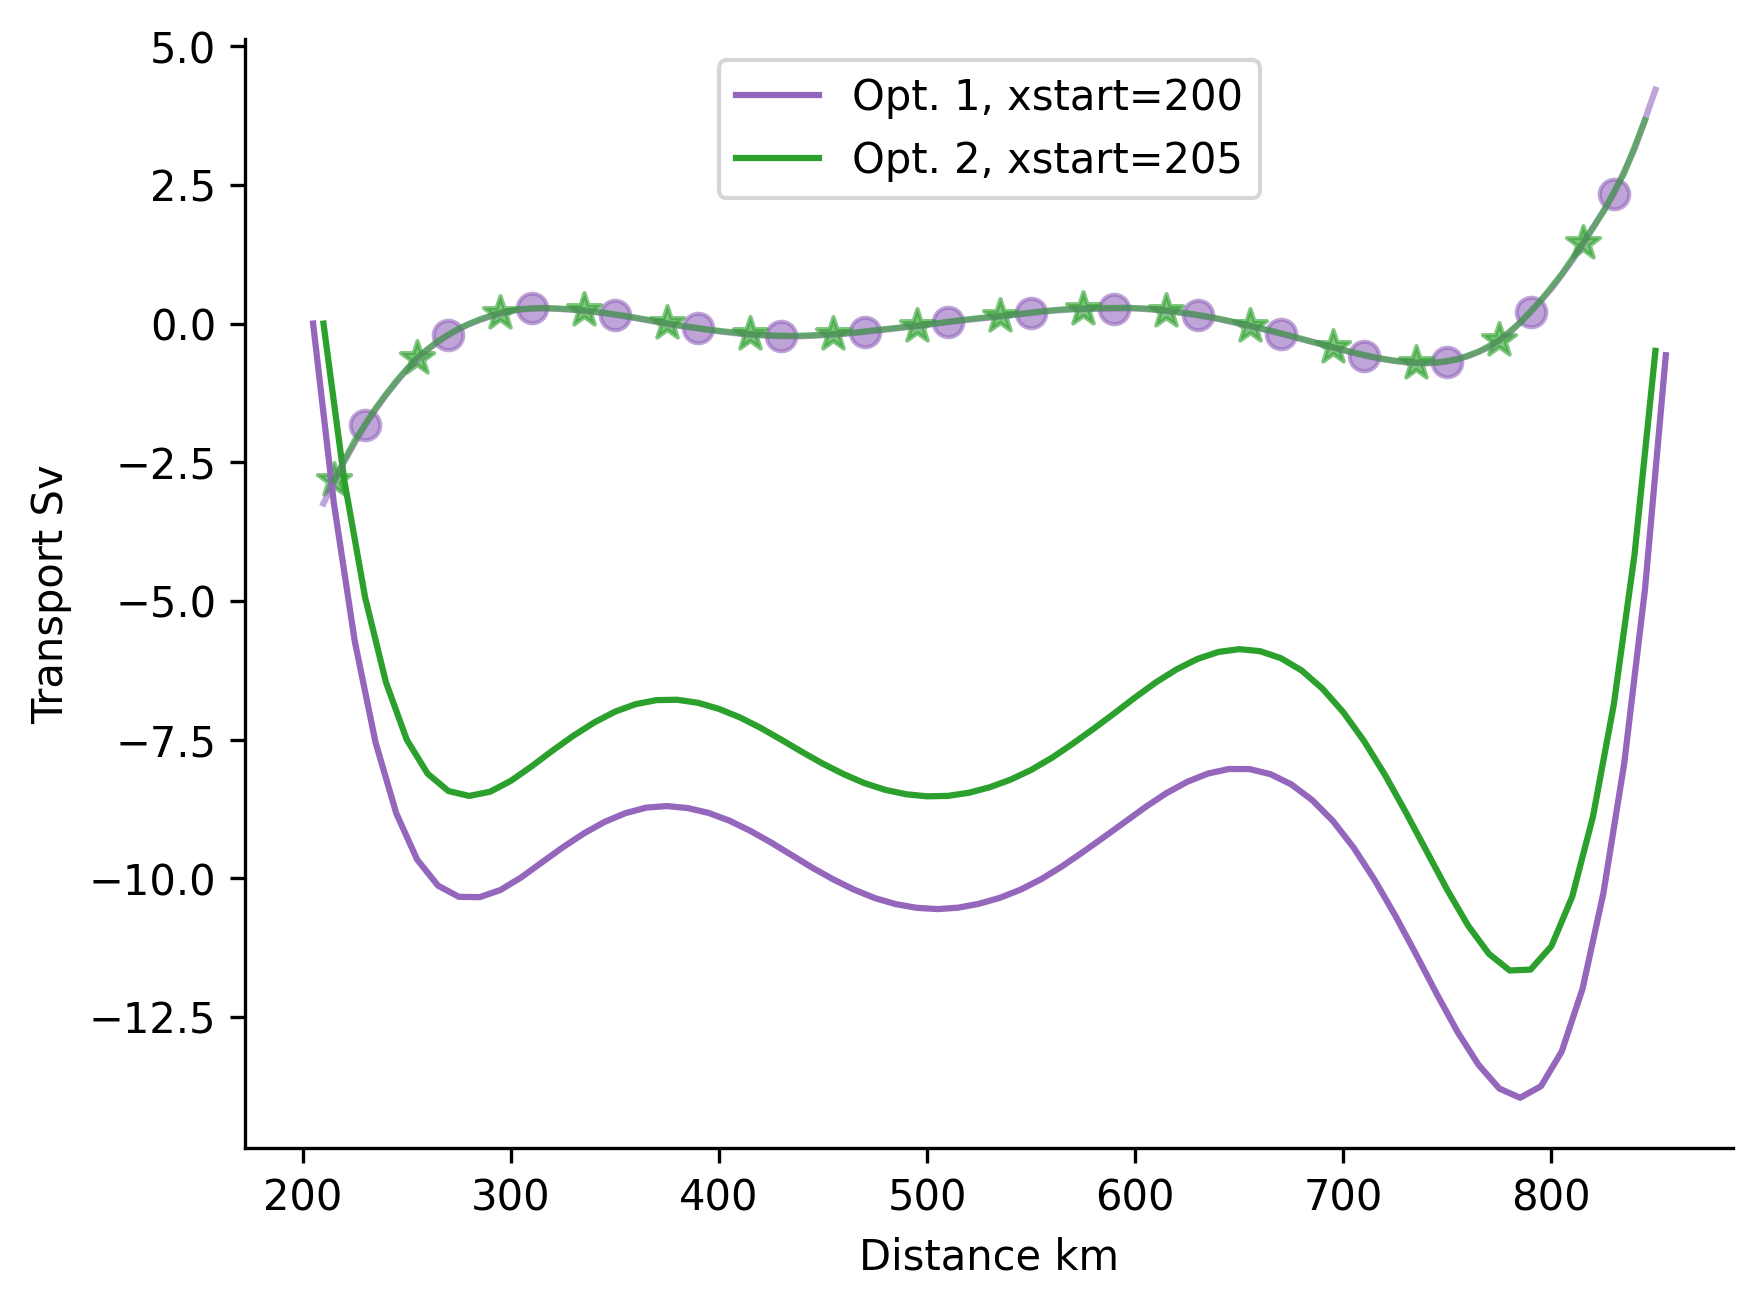 5.0
2.5
0.0
−2.5
−5.0
−7.5
−10.0
−12.5
Transport Sv
Opt. 1, xstart=200
Opt. 2, xstart=205
200 300 400 500 600 700 800
Distance km